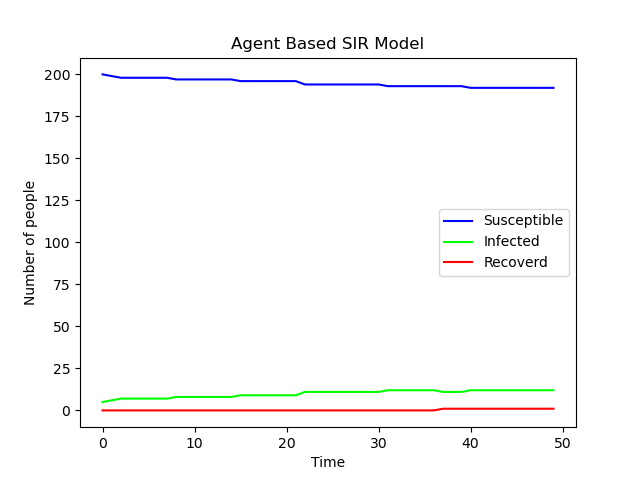 Agent Based SIR Model
200
175
150
125
100
75
50
25
0
Number of people
Susceptible
Infected
Recoverd
0 10 20 30 40 50
Time